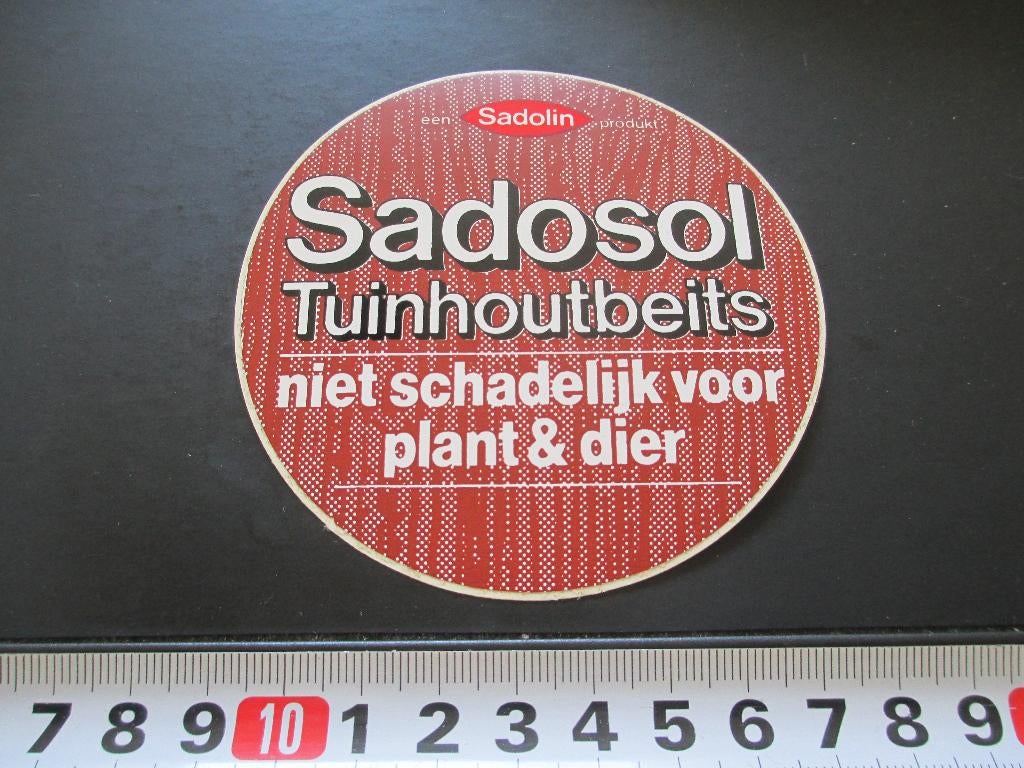 een Sadolin produkt
Sadosol
Tuinhoutbeits
niet schadelijk voor
plant & dier
7 8 9 10 1 2 3 4 5 6 7 8 9